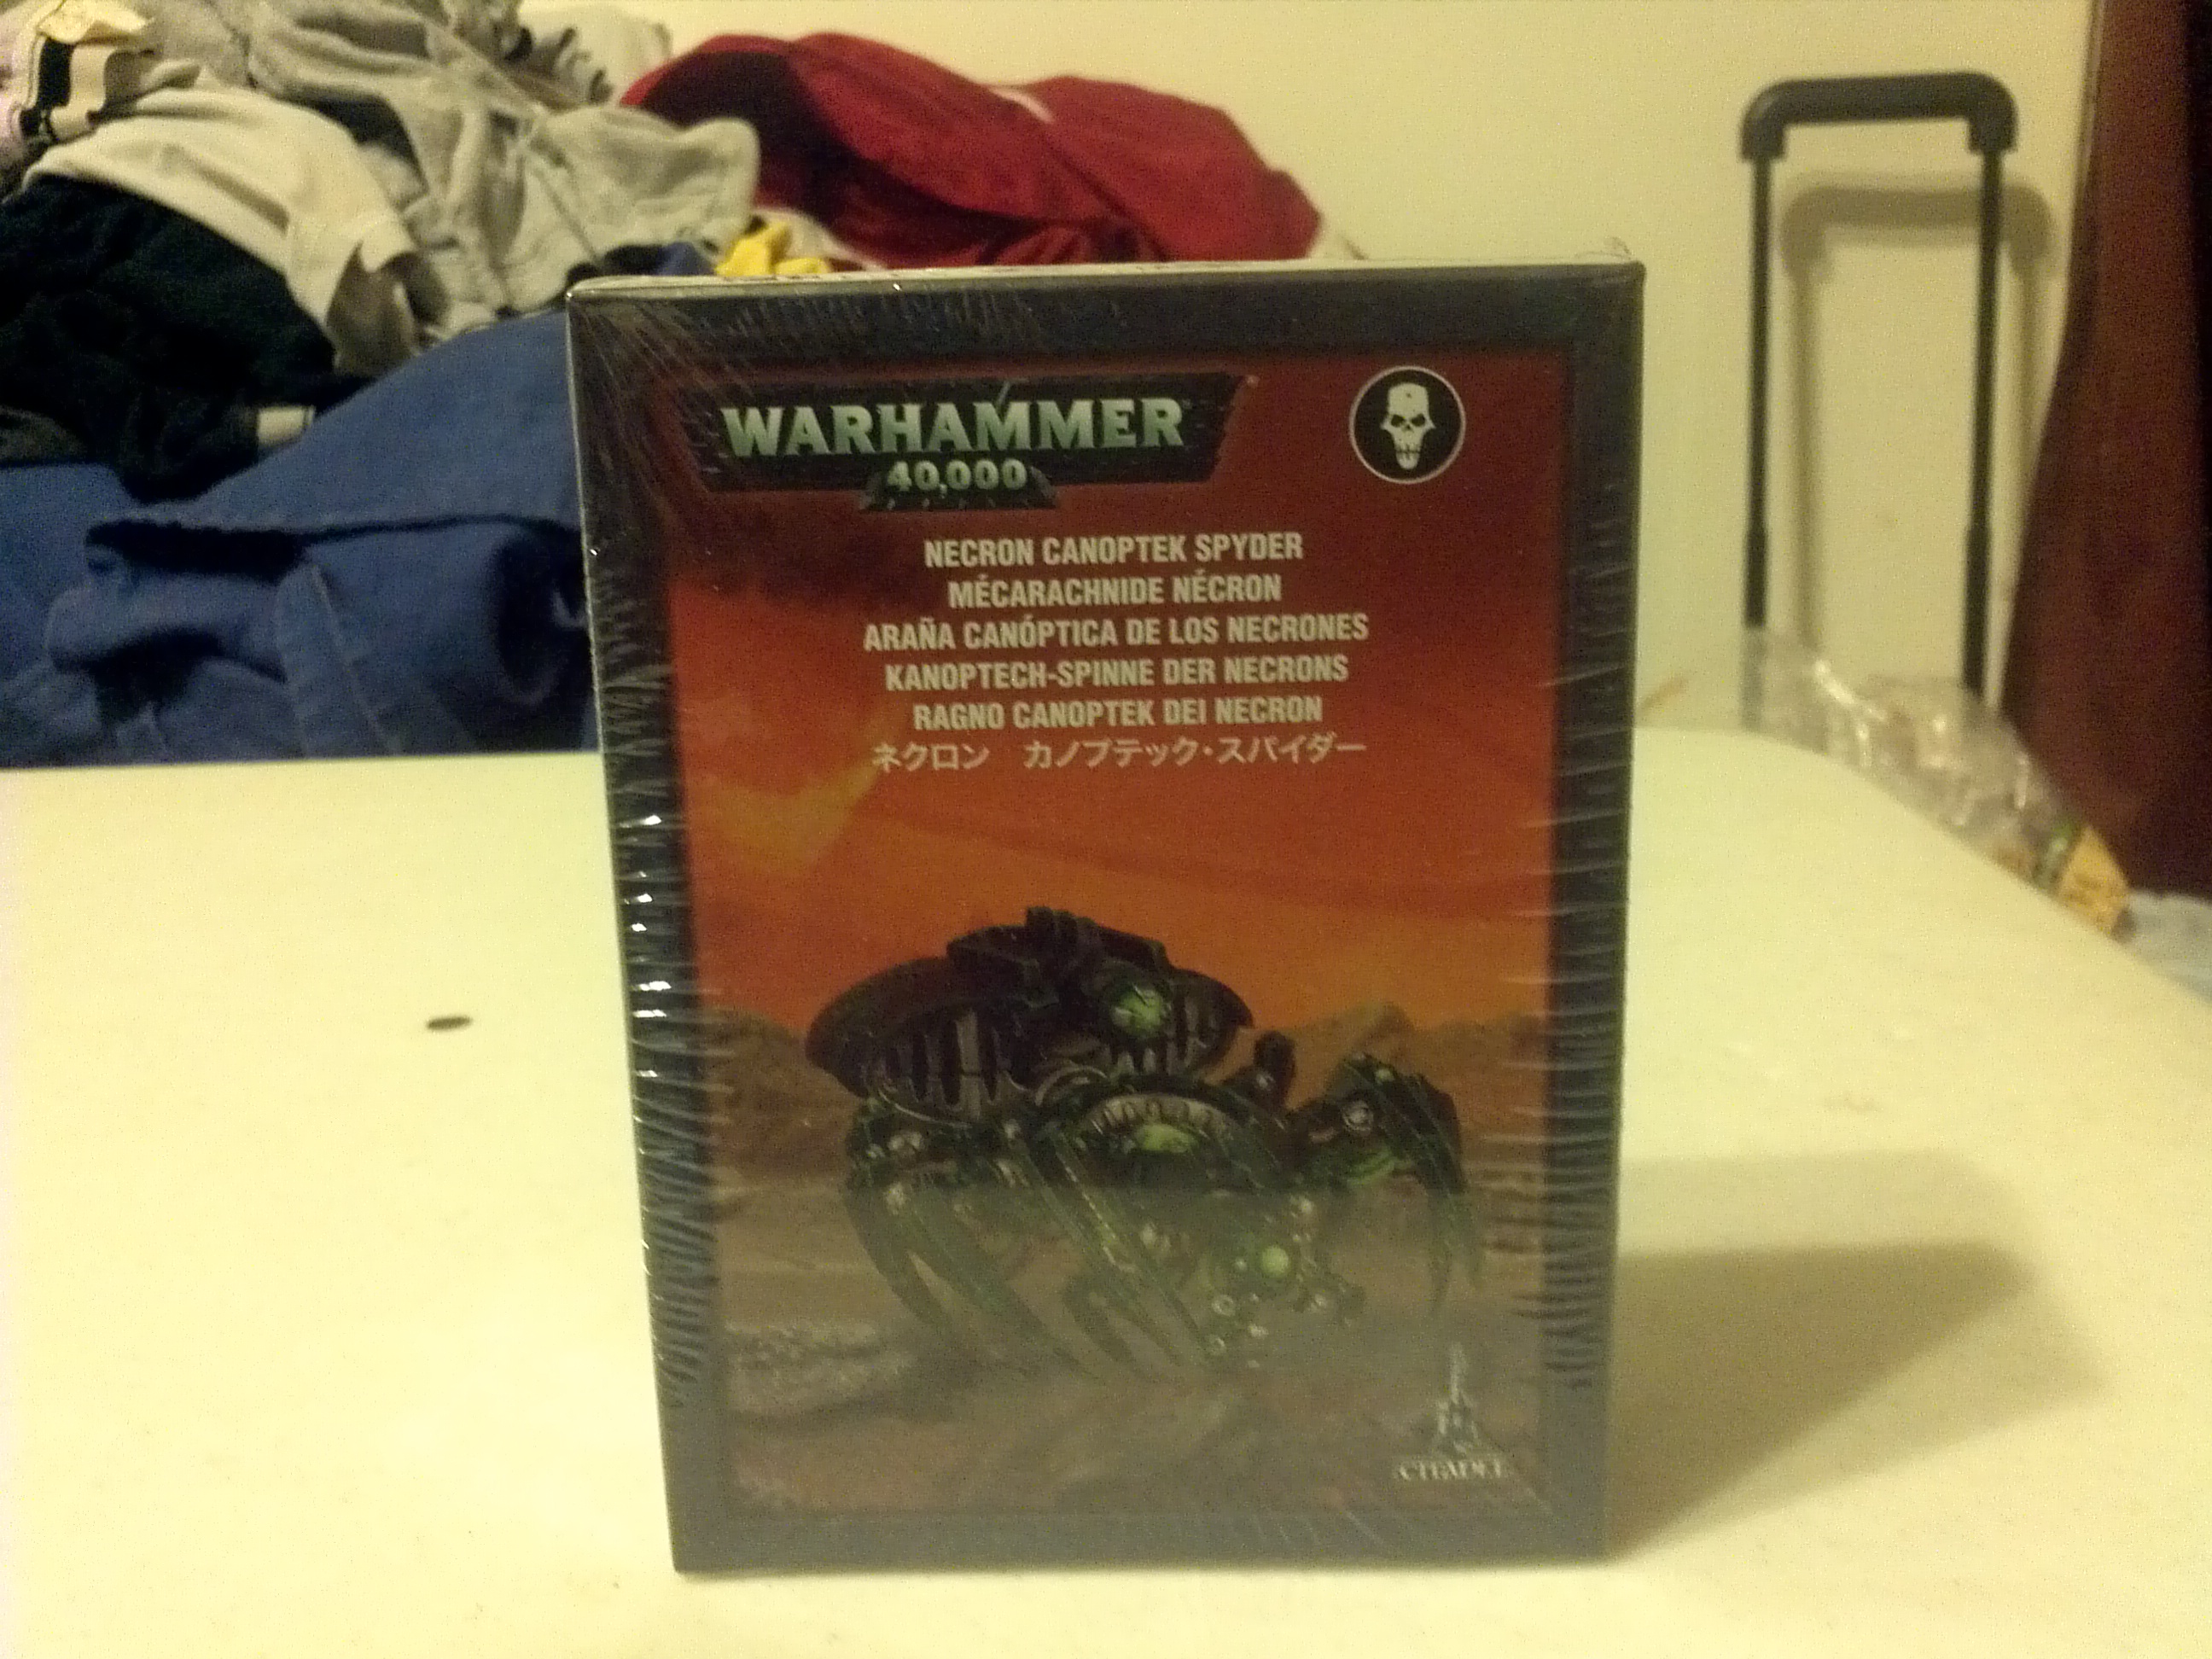 WARHAMMER
40,000
NECRON CANOPTEK SPYDER
MÉCARACHNIDE NÉCRON
ARAÑA CANÓPTICA DE LOS NECRONES
KANOPTECH-SPINNE DER NECRONS
RAGNO CANOPTEK DEI NECRON
ネクロン カノプテック・スパイダー
CITADEL